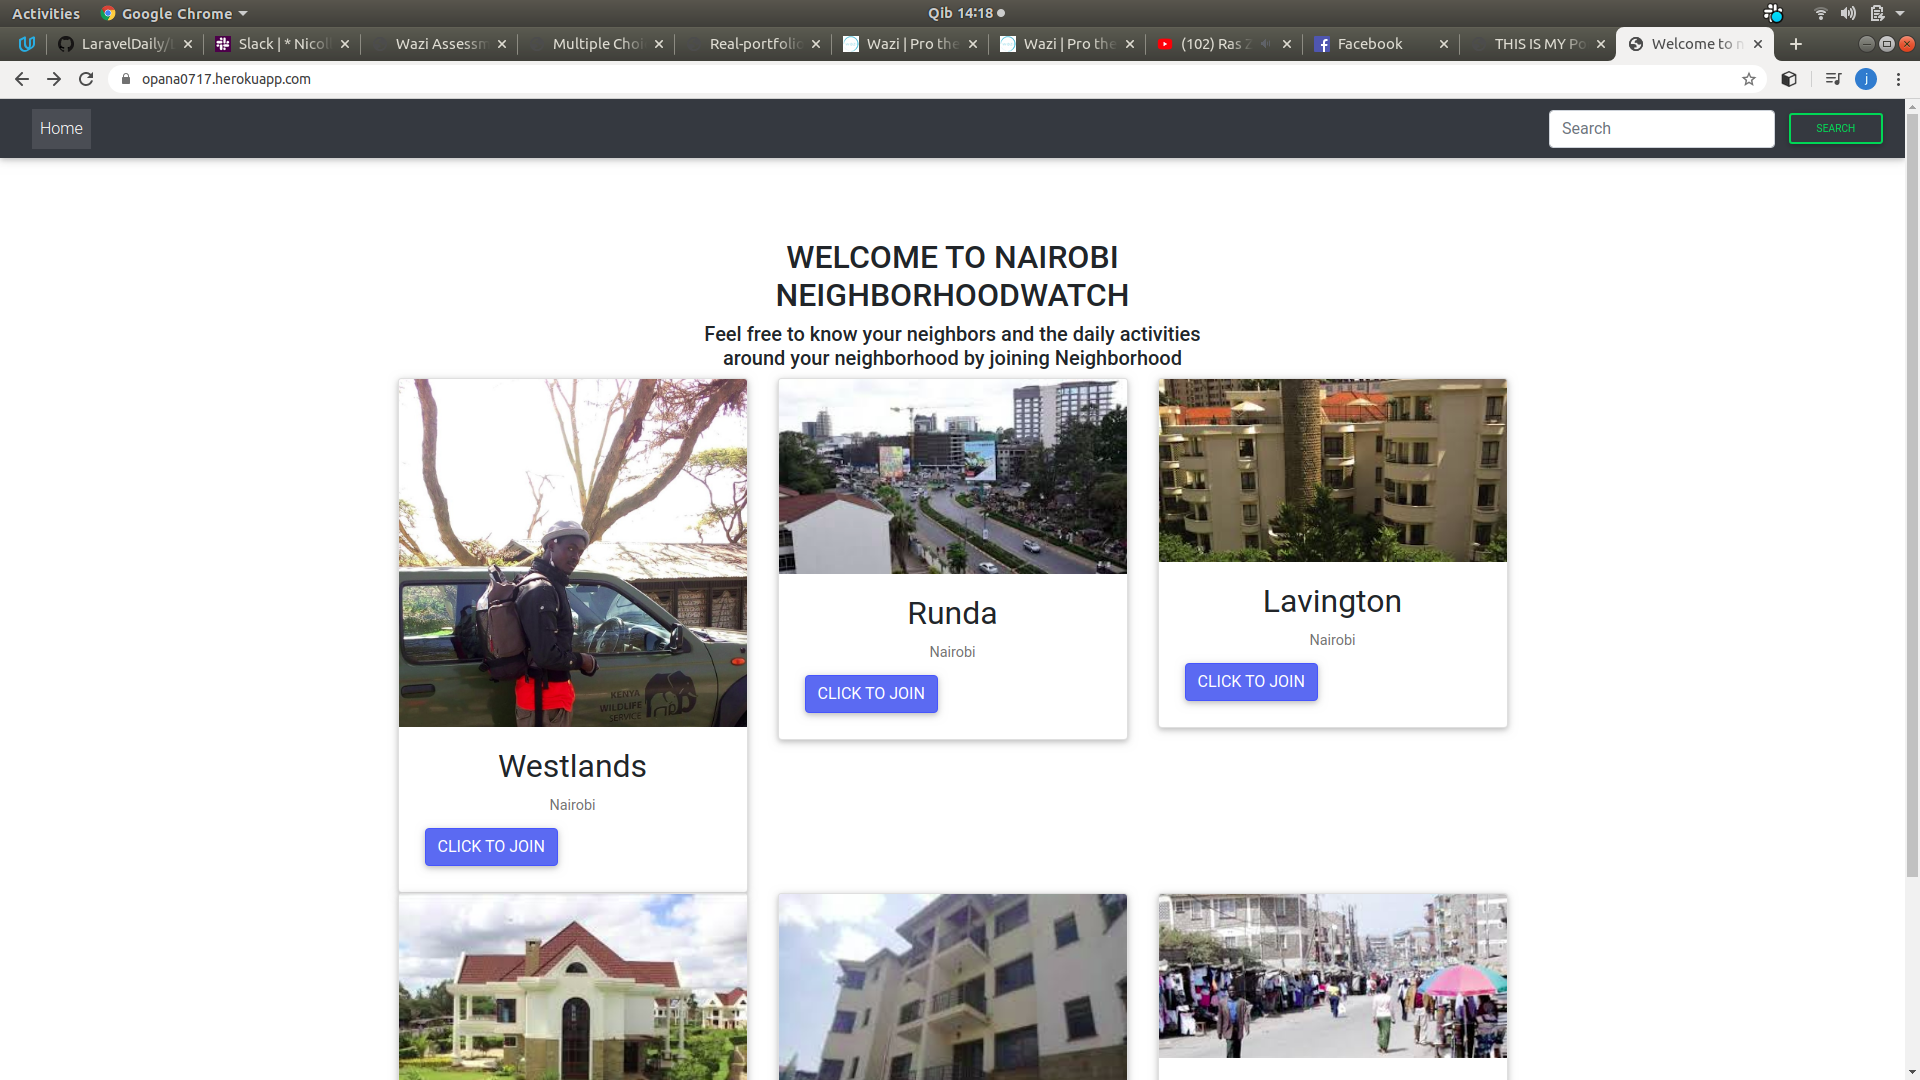 Activities
Google Chrome
Qib 14:18
LaravelDaily/
Slack | * Nicol
Wazi Assessm
Multiple Choi
Real-portfolio
Wazi | Pro the
Wazi | Pro the
(102) Ras Z
Facebook
THIS IS MY Po
Welcome to n
opana0717.herokuapp.com
j
Home
Search
SEARCH
WELCOME TO NAIROBI
NEIGHBORHOODWATCH
Feel free to know your neighbors and the daily activities
around your neighborhood by joining Neighborhood
KENYA
WILDLIFE
SERVICE
Westlands
Nairobi
CLICK TO JOIN
Runda
Nairobi
CLICK TO JOIN
Lavington
Nairobi
CLICK TO JOIN